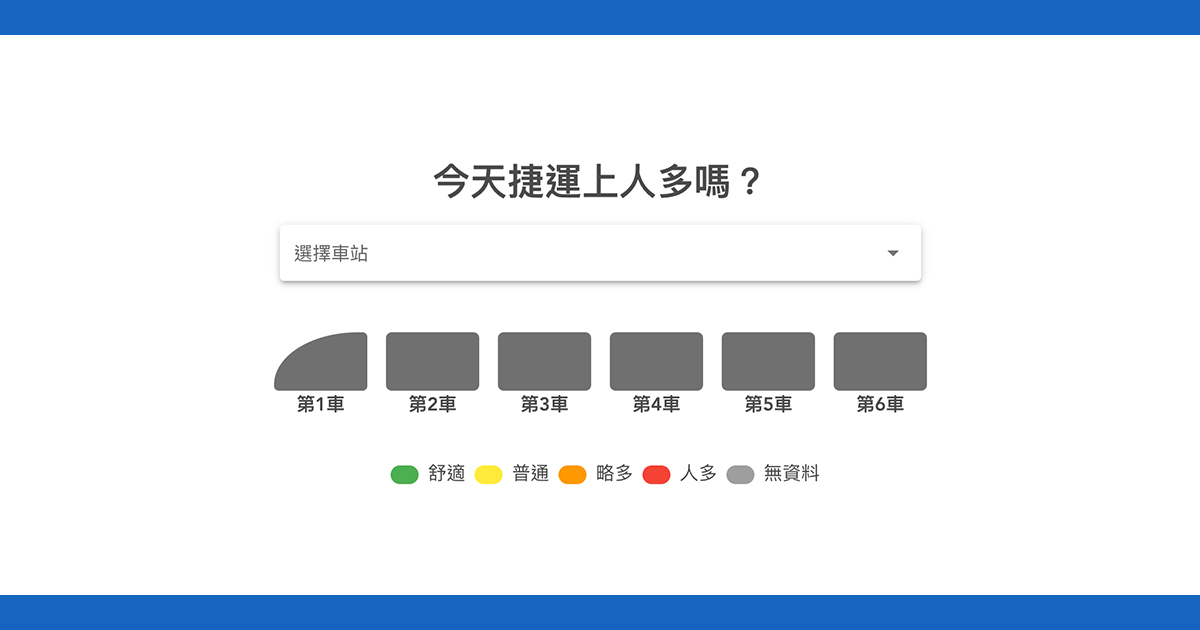 今天捷運上人多嗎？
選擇車站
第1車 第2車 第3車 第4車 第5車 第6車
舒適 普通 略多 人多 無資料